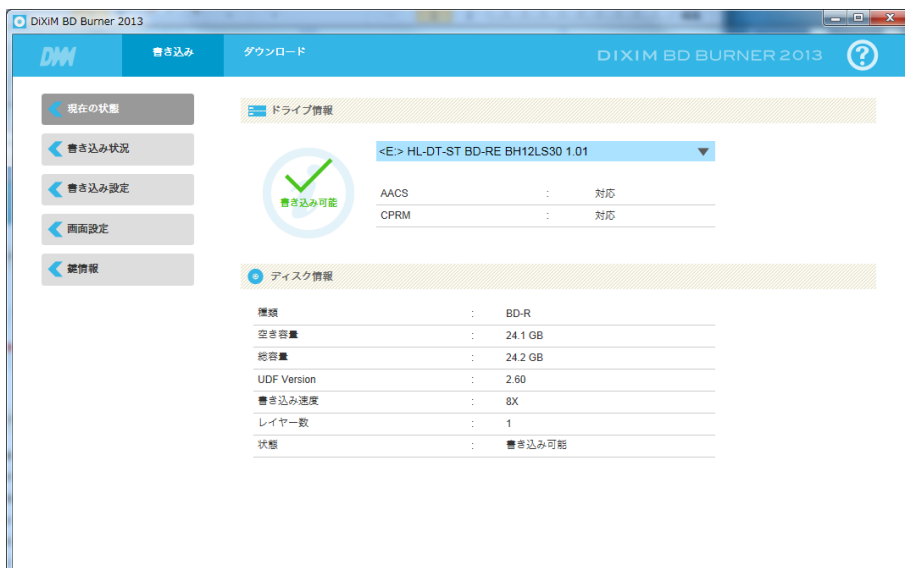 DiXiM BD Burner 2013
DMM 書き込み ダウンロード DIXIM BD BURNER 2013 ?
現在の状態
書き込み状況
書き込み設定
画面設定
鍵情報
ドライブ情報
書き込み可能
<E:> HL-DT-ST BD-RE BH12LS30 1.01
AACS : 対応
CPRM : 対応
ディスク情報
種類 : BD-R
空き容量 : 24.1 GB
総容量 : 24.2 GB
UDF Version : 2.60
書き込み速度 : 8X
レイヤー数 : 1
状態 : 書き込み可能